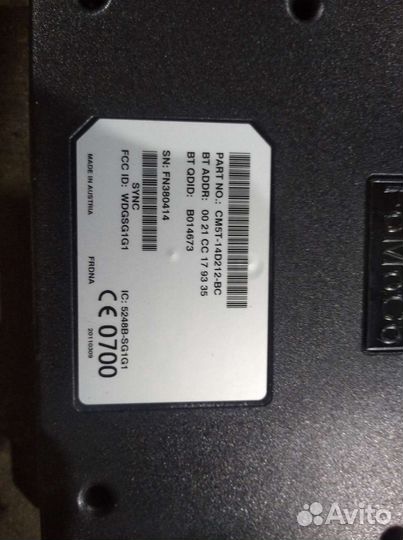 PART NO.: CM5T-14D212-BC
BT ADDR: 00 21 CC 17 93 35
BT QDID: B014673
SN: FN380414
SYNC
FCC ID: WDGSG1G1
IC: 5248B-SG1G1
MADE IN AUSTRIA
FRDNA
CE 0700
20110309
FoMoCo
Avito